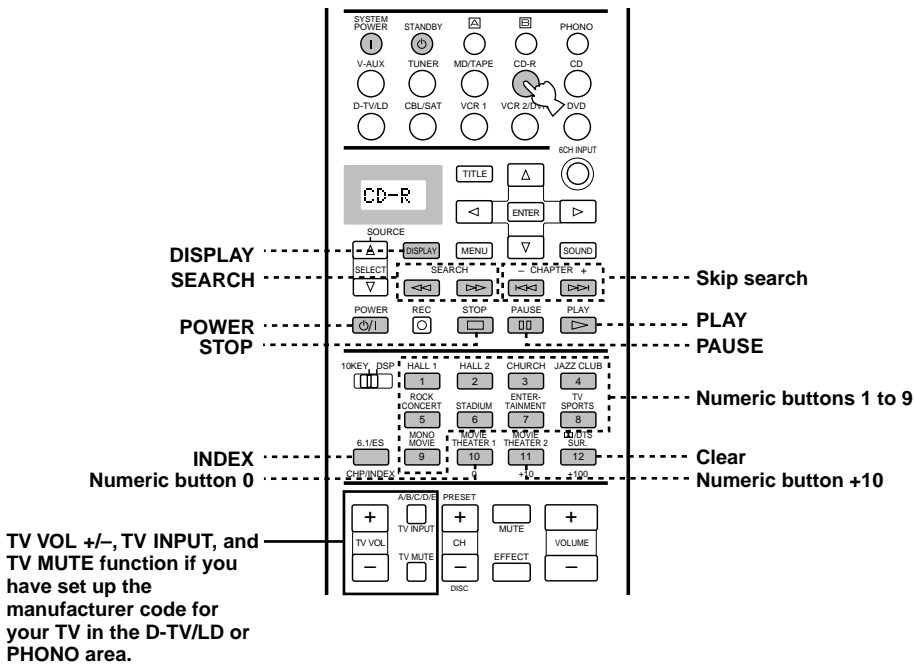 SYSTEM
POWER STANDBY A B PHONO
V-AUX TUNER MD/TAPE CD-R CD
D-TV/LD CBL/SAT VCR 1 VCR 2/DVR DVD
6CH INPUT
TITLE
CD-R
ENTER
SOURCE
DISPLAY
DISPLAY MENU SOUND
SELECT SEARCH – CHAPTER +
SEARCH
Skip search
POWER REC STOP PAUSE PLAY
POWER
PLAY
STOP
PAUSE
10KEY DSP HALL 1 HALL 2 CHURCH JAZZ CLUB
1 2 3 4
ROCK
CONCERT STADIUM ENTER-
TAINMENT TV
SPORTS
Numeric buttons 1 to 9
5 6 7 8
MONO
MOVIE MOVIE
THEATER 1 MOVIE
THEATER 2 /DTS
SUR.
6.1/ES
9 10 11 12
INDEX
Clear
CHP/INDEX 0 +10 +100
Numeric button 0
Numeric button +10
A/B/C/D/E PRESET
+ TV INPUT + MUTE +
TV VOL CH VOLUME
TV MUTE EFFECT
– – –
DISC
TV VOL +/–, TV INPUT, and
TV MUTE function if you
have set up the
manufacturer code for
your TV in the D-TV/LD or
PHONO area.